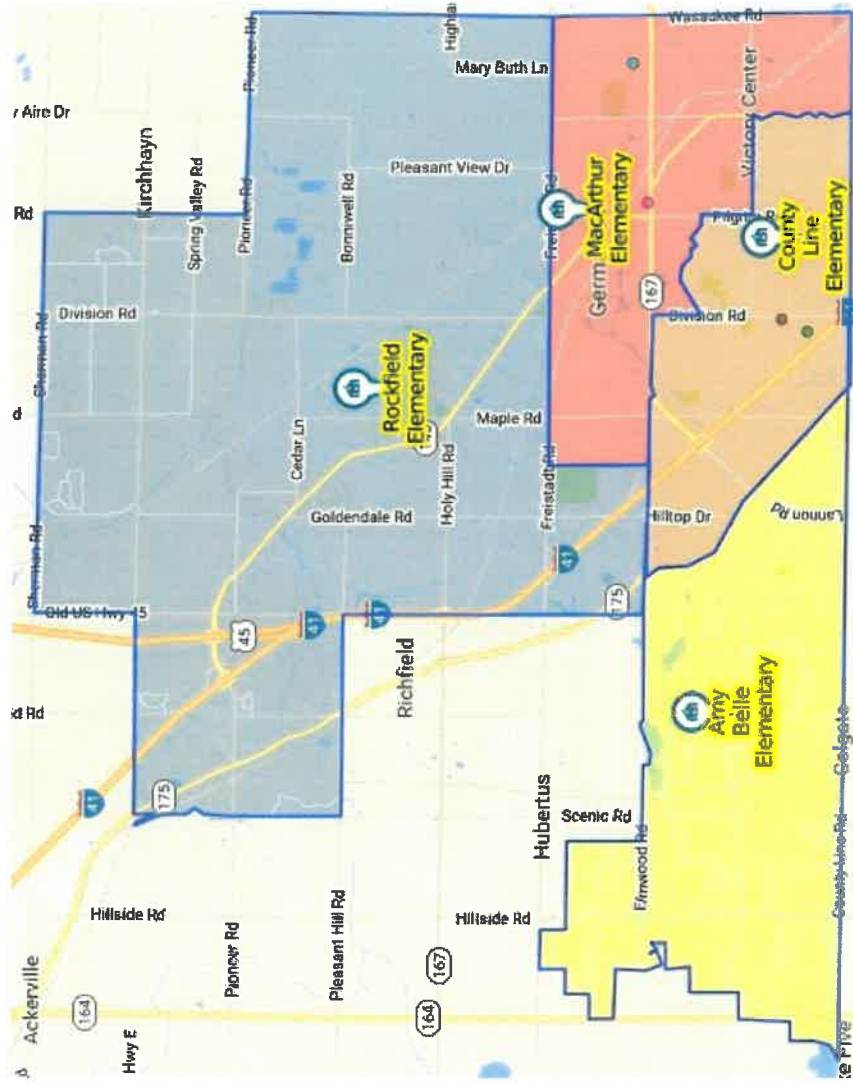 Ackerville
164
Hwy E
Hillside Rd
Pioneer Rd
Pleasant Hill Rd
Hillside Rd
167
164
Hubertus
Scenic Rd
Elmwood Rd
County Line Rd
Colgate
41
175
Richfield
45
41
41
Old US Hwy 45
Sherman Rd
Sherman Rd
Division Rd
Kirchhayn
Spring Valley Rd
Pioneer Rd
Pioneer Rd
Aire Dr
Rd
Bonniwell Rd
Pleasant View Dr
Mary Buth Ln
Cedar Ln
Goldendale Rd
Holy Hill Rd
Maple Rd
Freistadt Rd
Rockfield
Elementary
41
175
Germ
MacArthur
Elementary
167
Wasaukee Rd
Victory Center
Division Rd
County
Line
Elementary
Hilltop Dr
Lannon Rd
Amy
Belle
Elementary